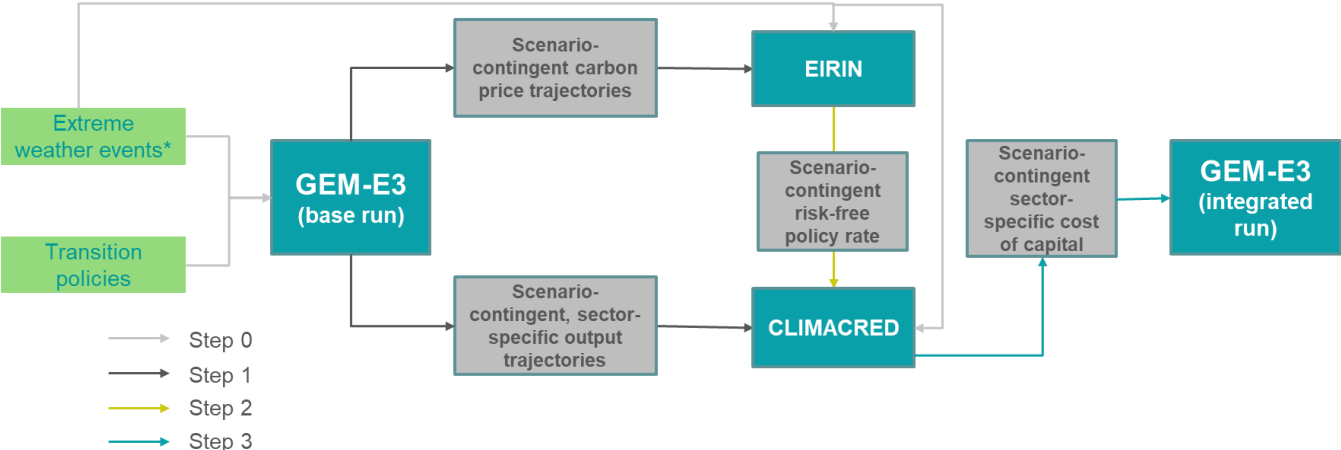 Scenario-
contingent carbon
price trajectories
EIRIN
Extreme
weather events*
GEM-E3
(base run)
Scenario-
contingent
risk-free
policy rate
Scenario-
contingent
sector-
specific cost
of capital
GEM-E3
(integrated
run)
Transition
policies
Scenario-
contingent, sector-
specific output
trajectories
CLIMACRED
Step 0
Step 1
Step 2
Step 3